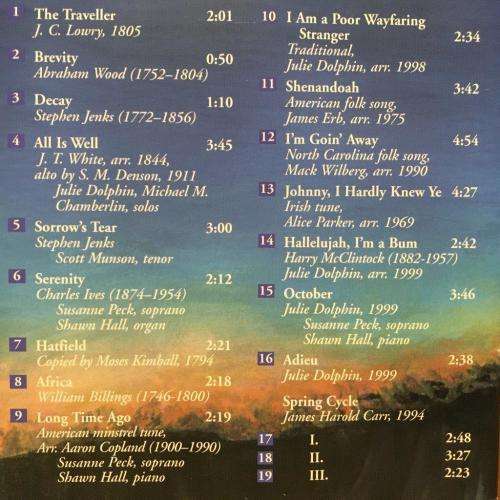 1 The Traveller 2:01
J. C. Lowry, 1805
2 Brevity 0:50
Abraham Wood (1752–1804)
3 Decay 1:10
Stephen Jenks (1772–1856)
4 All Is Well 3:45
J. T. White, arr. 1844,
alto by S. M. Denson, 1911
Julie Dolphin, Michael M.
Chamberlin, solos
5 Sorrow's Tear 3:00
Stephen Jenks
Scott Munson, tenor
6 Serenity 2:12
Charles Ives (1874–1954)
Susanne Peck, soprano
Shawn Hall, organ
7 Hatfield 2:21
Copied by Moses Kimball, 1794
8 Africa 2:18
William Billings (1746-1800)
9 Long Time Ago 2:19
American minstrel tune,
Arr. Aaron Copland (1900–1990)
Susanne Peck, soprano
Shawn Hall, piano
10 I Am a Poor Wayfaring
Stranger 2:34
Traditional,
Julie Dolphin, arr. 1998
11 Shenandoah 3:42
American folk song,
James Erb, arr. 1975
12 I'm Goin' Away 4:54
North Carolina folk song,
Mack Wilberg, arr. 1990
13 Johnny, I Hardly Knew Ye 4:27
Irish tune,
Alice Parker, arr. 1969
14 Hallelujah, I'm a Bum 2:42
Harry McClintock (1882-1957)
Julie Dolphin, arr. 1999
15 October 3:46
Julie Dolphin, 1999
Susanne Peck, soprano
Shawn Hall, piano
16 Adieu 2:38
Julie Dolphin, 1999
Spring Cycle
James Harold Carr, 1994
17 I. 2:48
18 II. 3:27
19 III. 2:23